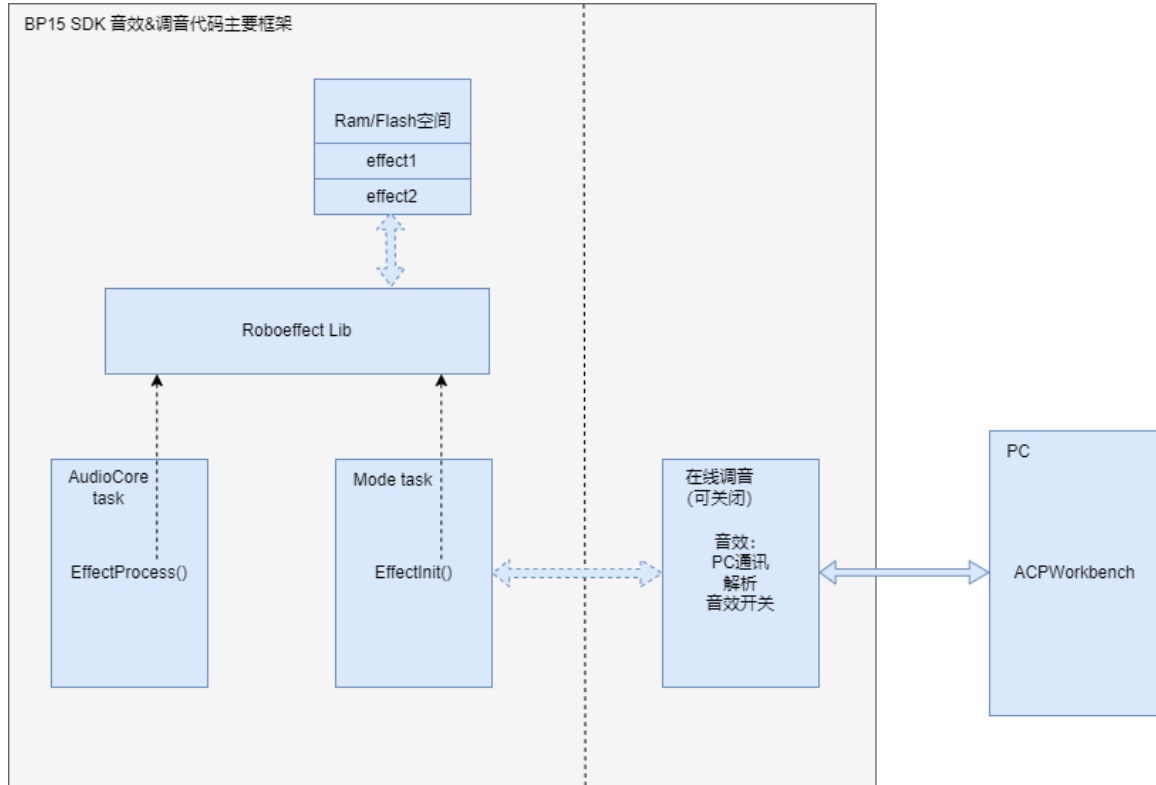 BP15 SDK 音效&调音代码主要框架
Ram/Flash空间
effect1
effect2
Roboeffect Lib
AudioCore
task
EffectProcess()
Mode task
EffectInit()
在线调音
(可关闭)
音效：
PC通讯
解析
音效开关
PC
ACPWorkbench